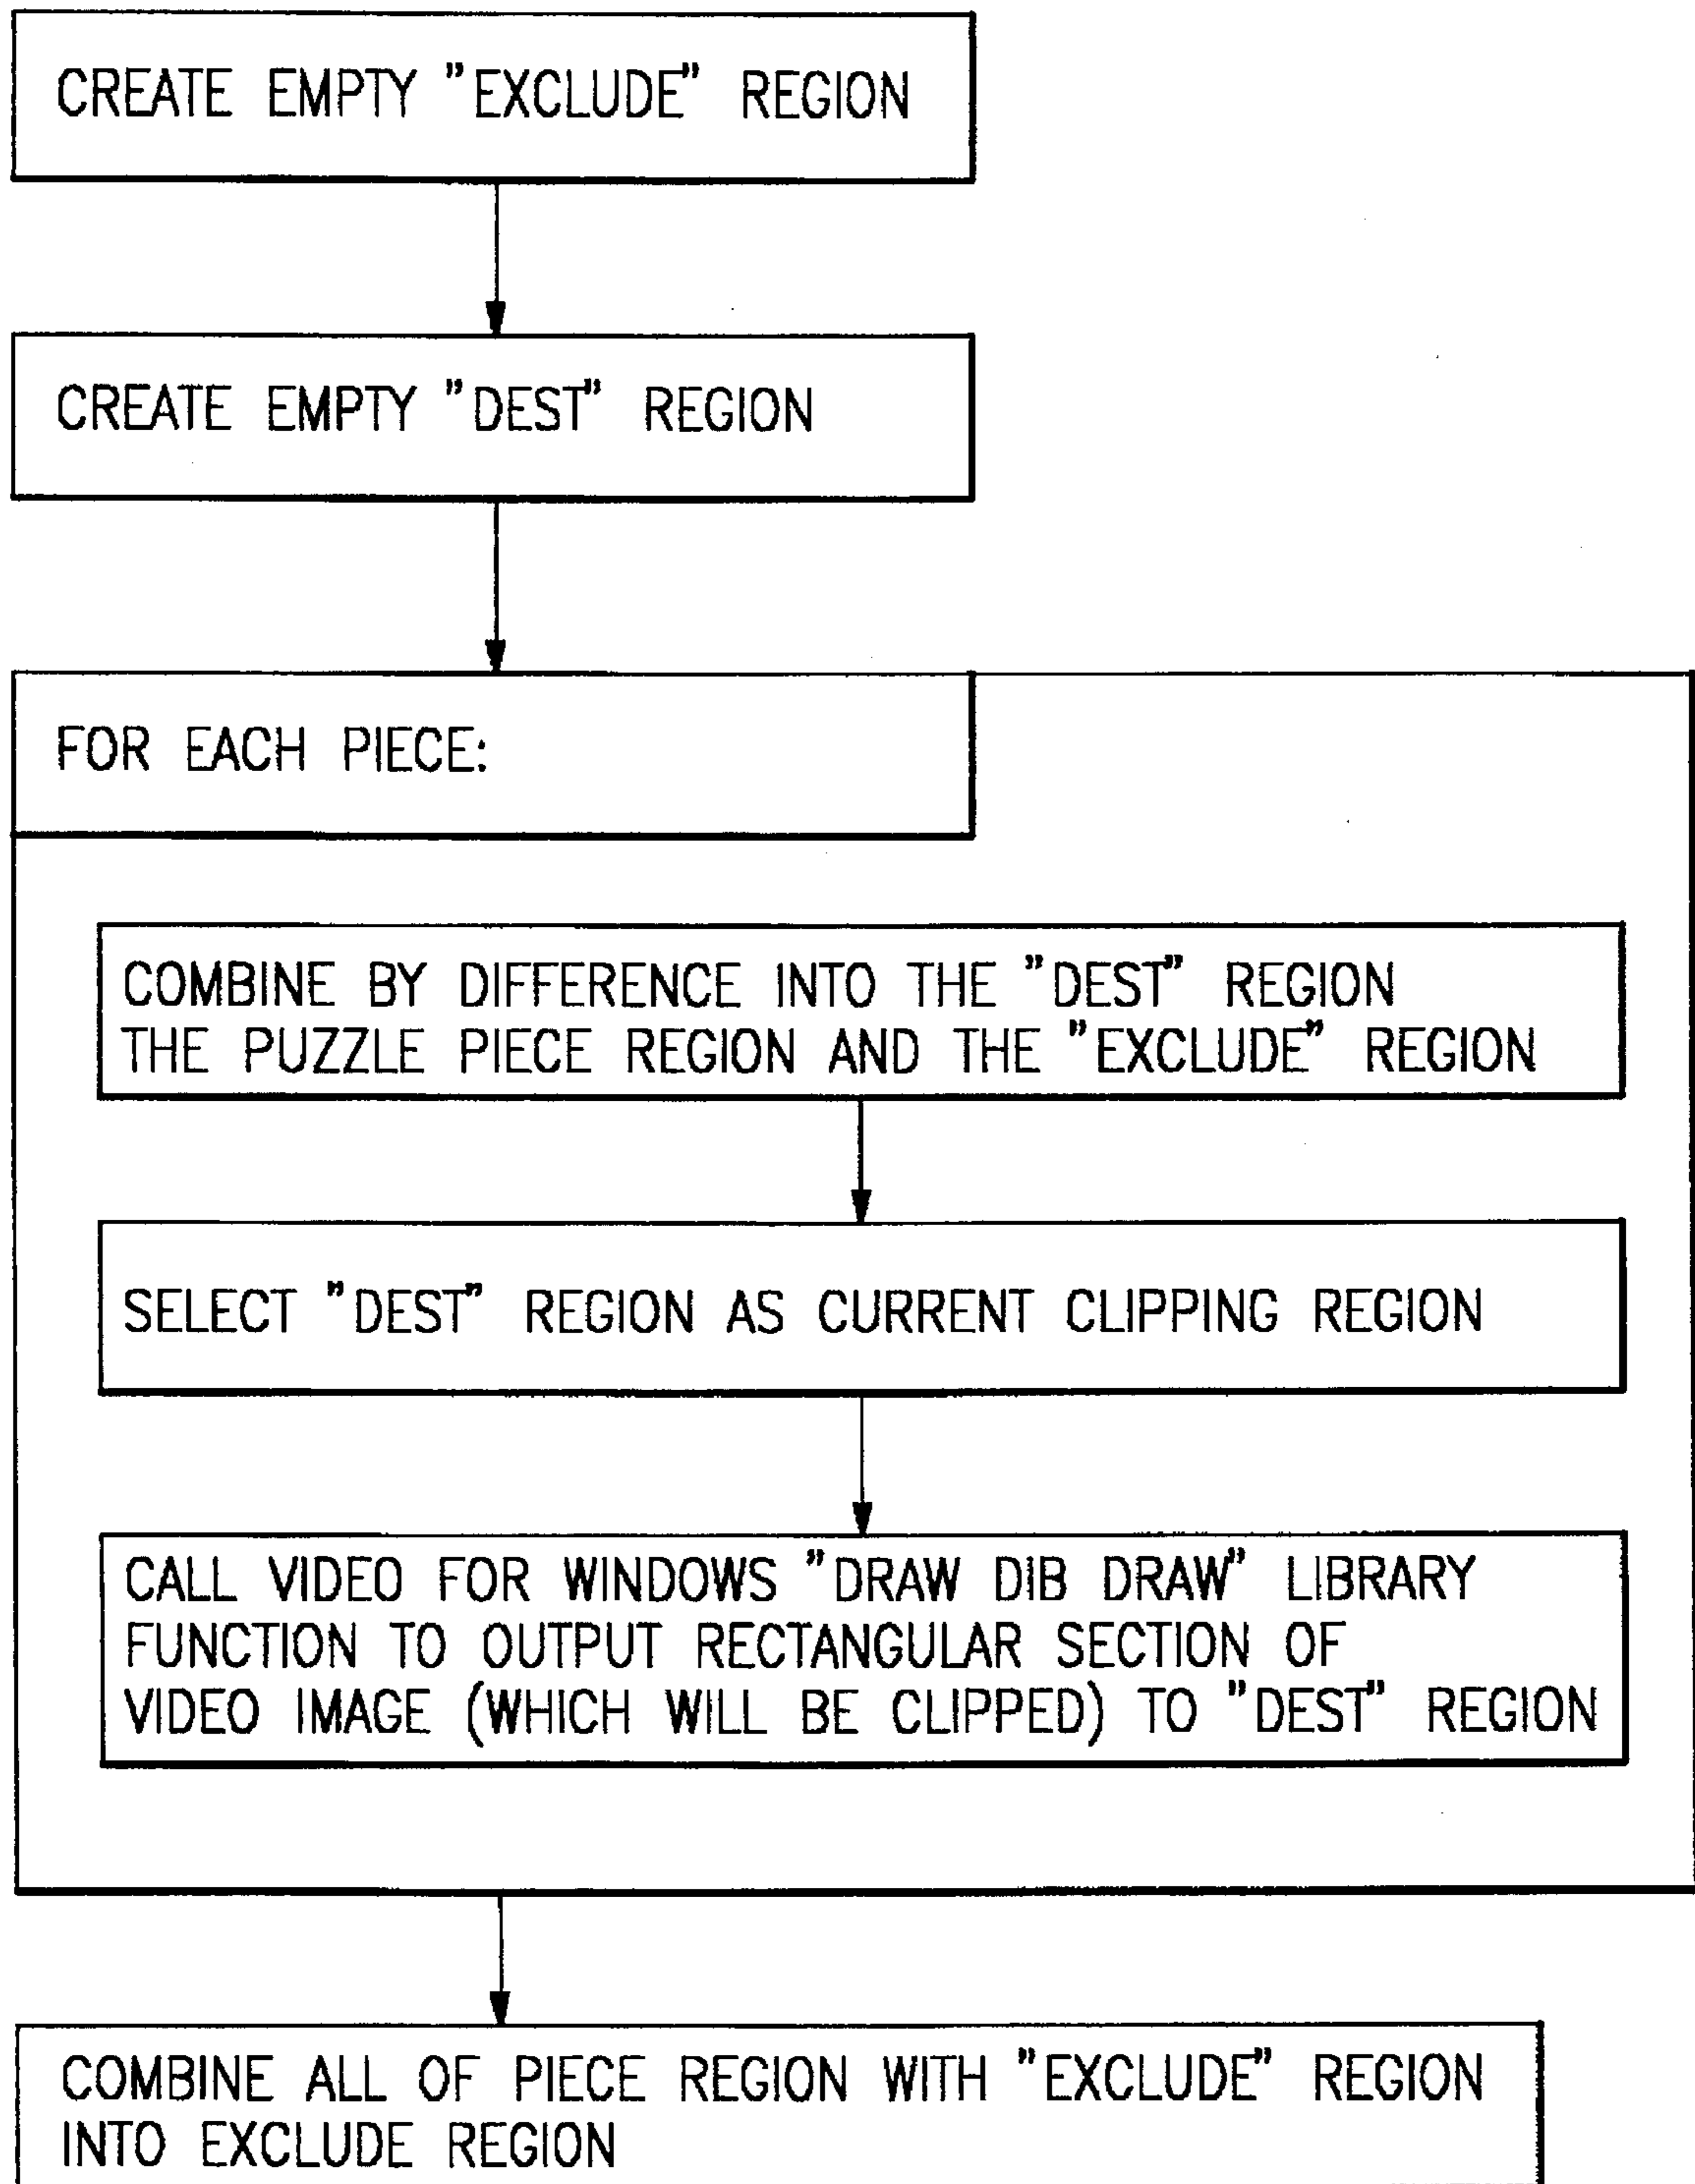 CREATE EMPTY "EXCLUDE" REGION
CREATE EMPTY "DEST" REGION
FOR EACH PIECE:
COMBINE BY DIFFERENCE INTO THE "DEST" REGION
THE PUZZLE PIECE REGION AND THE "EXCLUDE" REGION
SELECT "DEST" REGION AS CURRENT CLIPPING REGION
CALL VIDEO FOR WINDOWS "DRAW DIB DRAW" LIBRARY
FUNCTION TO OUTPUT RECTANGULAR SECTION OF
VIDEO IMAGE (WHICH WILL BE CLIPPED) TO "DEST" REGION
COMBINE ALL OF PIECE REGION WITH "EXCLUDE" REGION
INTO EXCLUDE REGION